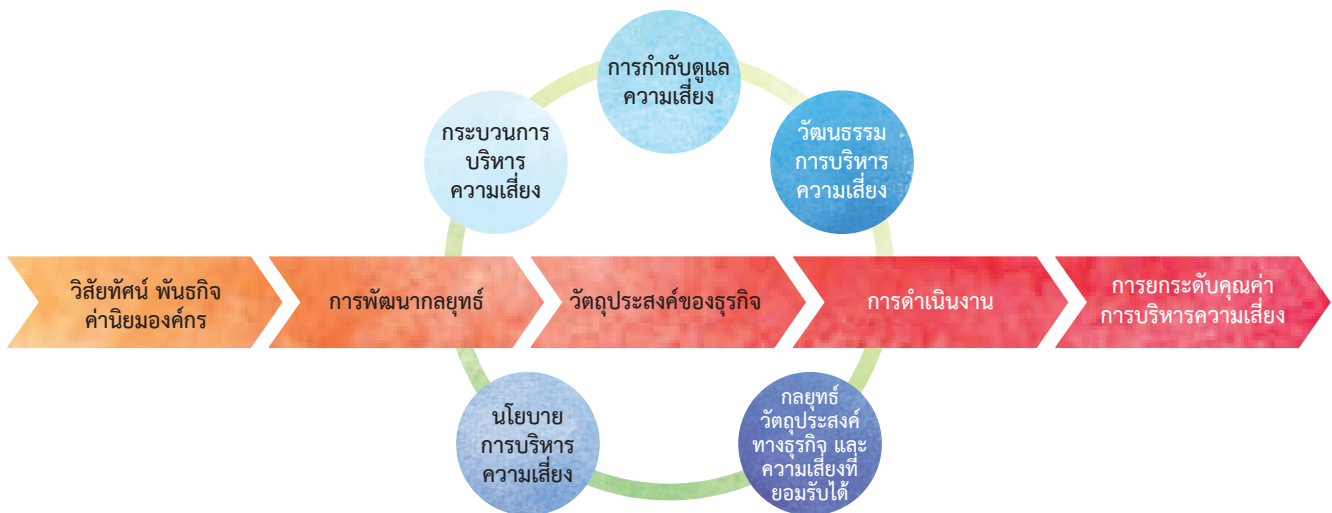 การกำกับดูแล
ความเสี่ยง
กระบวนการ
บริหาร
ความเสี่ยง
วัฒนธรรม
การบริหาร
ความเสี่ยง
วิสัยทัศน์ พันธกิจ
ค่านิยมองค์กร
การพัฒนากลยุทธ์
วัตถุประสงค์ของธุรกิจ
การดำเนินงาน
การยกระดับคุณค่า
การบริหารความเสี่ยง
นโยบาย
การบริหาร
ความเสี่ยง
กลยุทธ์
วัตถุประสงค์
ทางธุรกิจ และ
ความเสี่ยงที่
ยอมรับได้